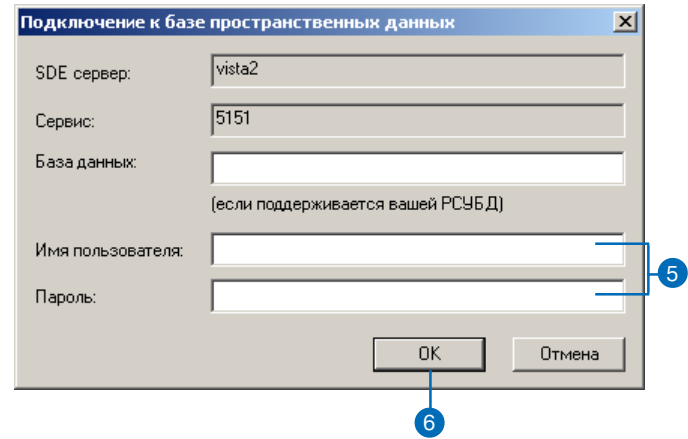 Подключение к базе пространственных данных
SDE сервер: vista2
Сервис: 5151
База данных:
(если поддерживается вашей РСУБД)
Имя пользователя:
5
Пароль:
OK Отмена
6